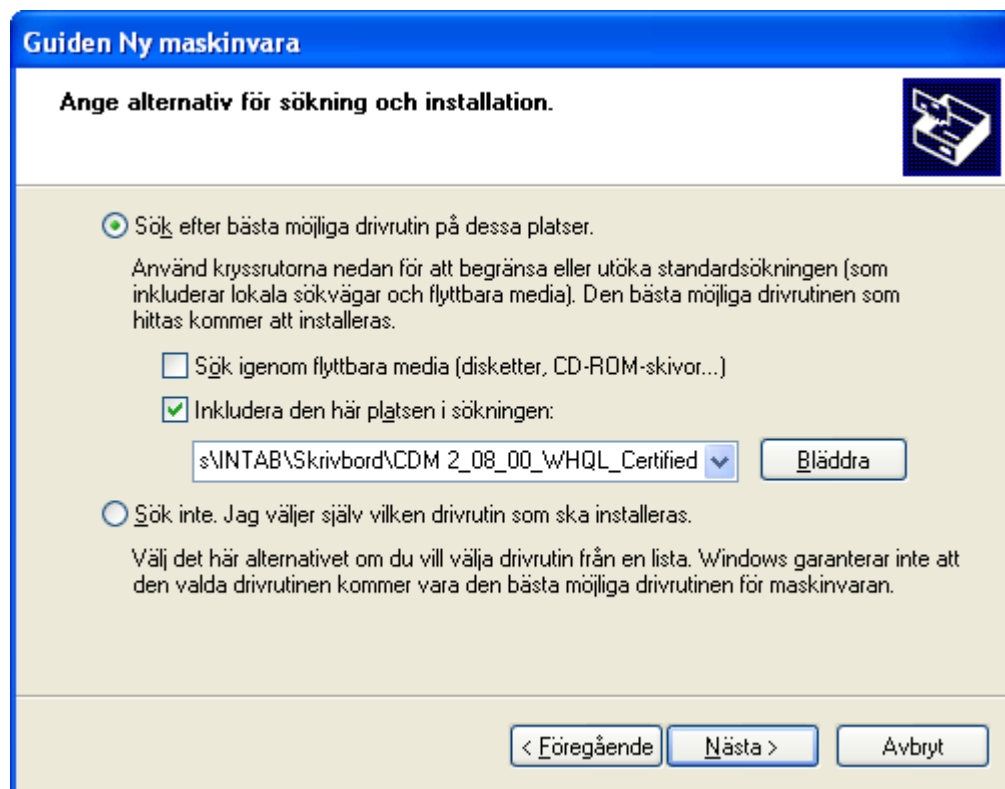 Guiden Ny maskinvara
Ange alternativ för sökning och installation.
Sök efter bästa möjliga drivrutin på dessa platser.
Använd kryssrutorna nedan för att begränsa eller utöka standardsökningen (som
inkluderar lokala sökvägar och flyttbara media). Den bästa möjliga drivrutinen som
hittas kommer att installeras.
Sök igenom flyttbara media (disketter, CD-ROM-skivor...)
Inkludera den här platsen i sökningen:
s\INTAB\Skrivbord\CDM 2_08_00_WHQL_Certified
Bläddra
Sök inte. Jag väljer själv vilken drivrutin som ska installeras.
Välj det här alternativet om du vill välja drivrutin från en lista. Windows garanterar inte att
den valda drivrutinen kommer vara den bästa möjliga drivrutinen för maskinvaran.
< Föregående Nästa > Avbryt